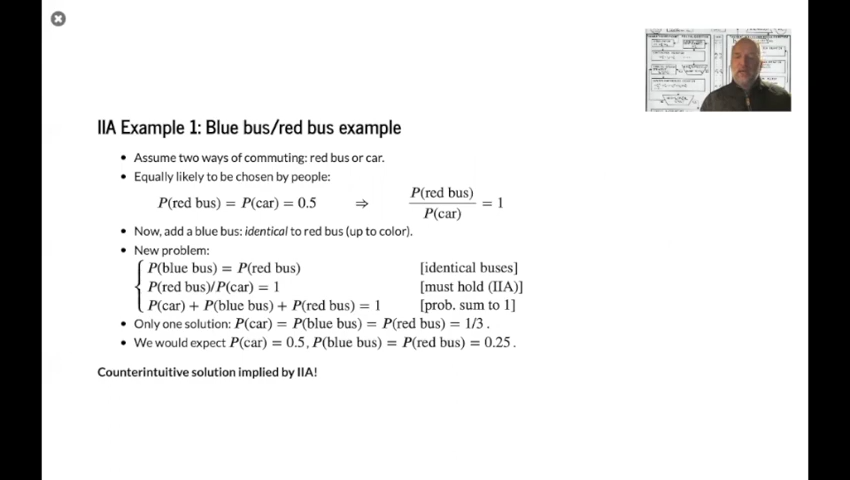 IIA Example 1: Blue bus/red bus example
• Assume two ways of commuting: red bus or car.
• Equally likely to be chosen by people:
P(red bus) = P(car) = 0.5 ⇒ P(red bus) / P(car) = 1
• Now, add a blue bus: identical to red bus (up to color).
• New problem:
P(blue bus) = P(red bus) [identical buses]
P(red bus)/P(car) = 1 [must hold (IIA)]
P(car) + P(blue bus) + P(red bus) = 1 [prob. sum to 1]
• Only one solution: P(car) = P(blue bus) = P(red bus) = 1/3 .
• We would expect P(car) = 0.5, P(blue bus) = P(red bus) = 0.25 .
Counterintuitive solution implied by IIA!